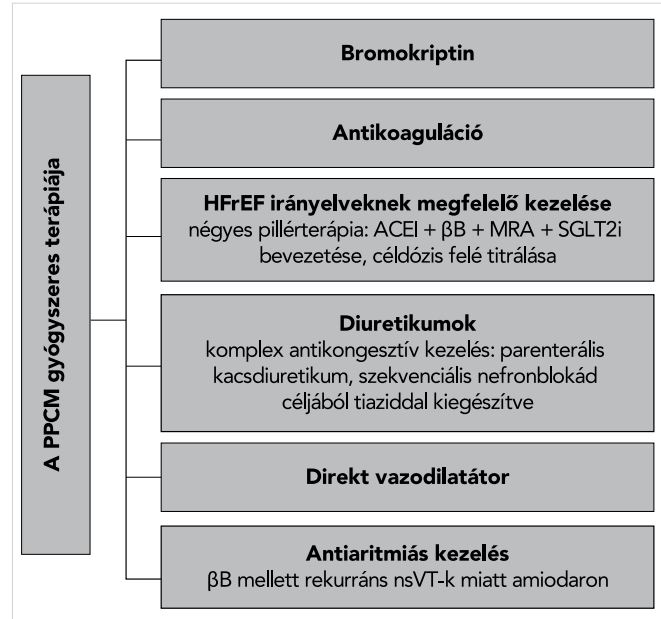 A PPCM gyógyszeres terápiája
Bromokriptin
Antikoaguláció
HFrEF irányelveknek megfelelő kezelése
négyes pillérterápia: ACEI + βB + MRA + SGLT2i
bevezetése, céldózis felé titrálása
Diuretikumok
komplex antikongesztív kezelés: parenterális
kacsdiuretikum, szekvenciális nefronblokád
céljából tiaziddal kiegészítve
Direkt vazodilatátor
Antiaritmiás kezelés
βB mellett rekurráns nsVT-k miatt amiodaron